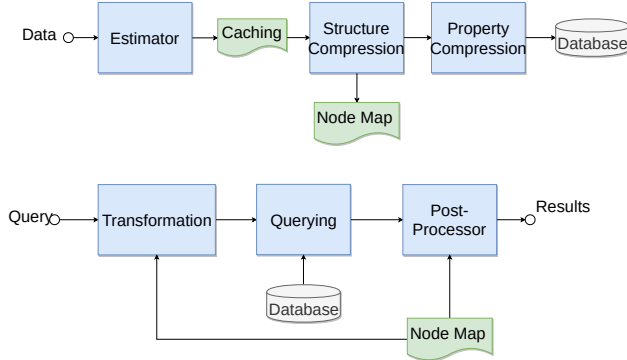 Data
Estimator
Caching
Structure
Compression
Property
Compression
Database
Node Map
Query
Transformation
Querying
Post-
Processor
Results
Database
Node Map